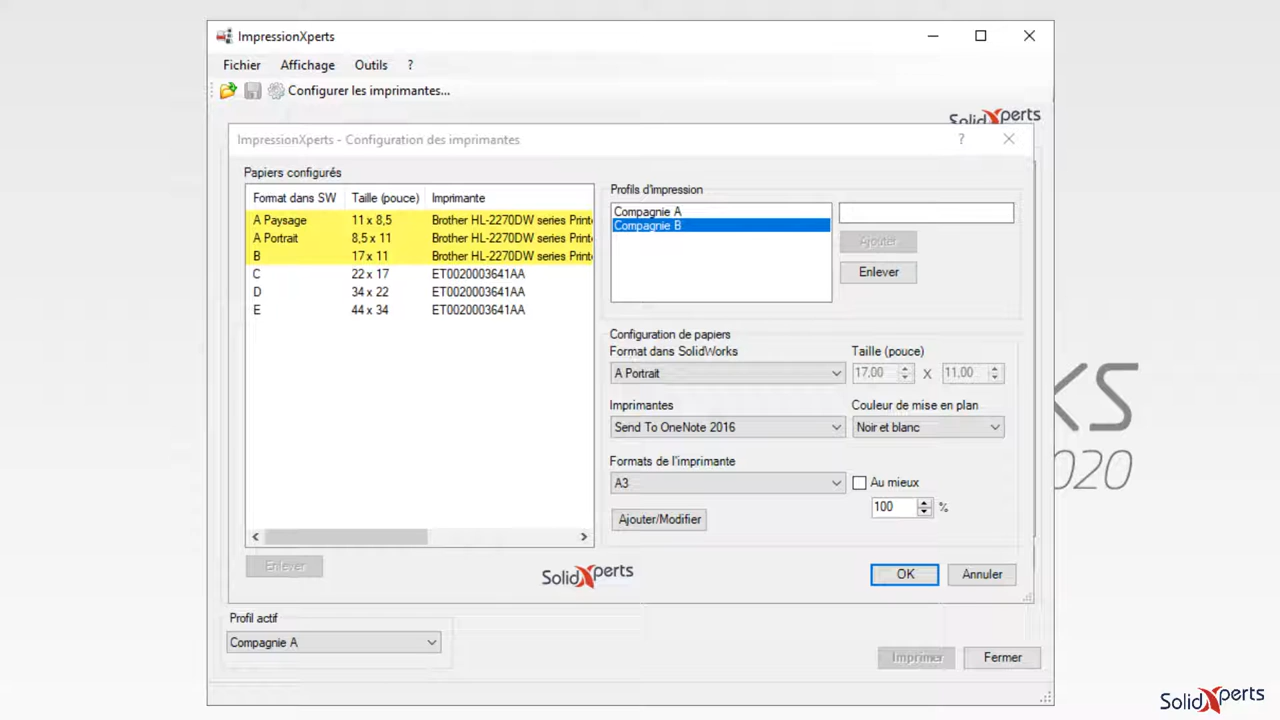 ImpressionXperts
Fichier Affichage Outils ?
Configurer les imprimantes...
SolidXperts
ImpressionXperts - Configuration des imprimantes ?
Papiers configurés
Format dans SW Taille (pouce) Imprimante
A Paysage 11 x 8,5 Brother HL-2270DW series Printe
A Portrait 8,5 x 11 Brother HL-2270DW series Printe
B 17 x 11 Brother HL-2270DW series Printe
C 22 x 17 ET0020003641AA
D 34 x 22 ET0020003641AA
E 44 x 34 ET0020003641AA
Enlever
Profils d'impression
Compagnie A
Compagnie B
Ajouter
Enlever
Configuration de papiers
Format dans SolidWorks Taille (pouce)
A Portrait 17,00 X 11,00
Imprimantes Couleur de mise en plan
Send To OneNote 2016 Noir et blanc
Formats de l'imprimante
A3 Au mieux
100 %
Ajouter/Modifier
SolidXperts
OK Annuler
Profil actif
Compagnie A
Imprimer Fermer
KS
2020
SolidXperts